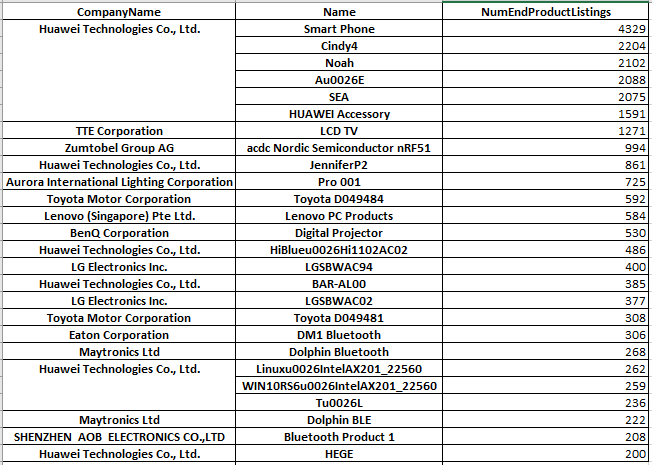 CompanyName Name NumEndProductListings
Huawei Technologies Co., Ltd. Smart Phone 4329
Cindy4 2204
Noah 2102
Au0026E 2088
SEA 2075
HUAWEI Accessory 1591
TTE Corporation LCD TV 1271
Zumtobel Group AG acdc Nordic Semiconductor nRF51 994
Huawei Technologies Co., Ltd. JenniferP2 861
Aurora International Lighting Corporation Pro 001 725
Toyota Motor Corporation Toyota D049484 592
Lenovo (Singapore) Pte Ltd. Lenovo PC Products 584
BenQ Corporation Digital Projector 530
Huawei Technologies Co., Ltd. HiBlueu0026Hi1102AC02 486
LG Electronics Inc. LGSBWAC94 400
Huawei Technologies Co., Ltd. BAR-AL00 385
LG Electronics Inc. LGSBWAC02 377
Toyota Motor Corporation Toyota D049481 308
Eaton Corporation DM1 Bluetooth 306
Maytronics Ltd Dolphin Bluetooth 268
Huawei Technologies Co., Ltd. Linuxu0026IntelAX201_22560 262
WIN10RS6u0026IntelAX201_22560 259
Tu0026L 236
Maytronics Ltd Dolphin BLE 222
SHENZHEN AOB ELECTRONICS CO.,LTD Bluetooth Product 1 208
Huawei Technologies Co., Ltd. HEGE 200